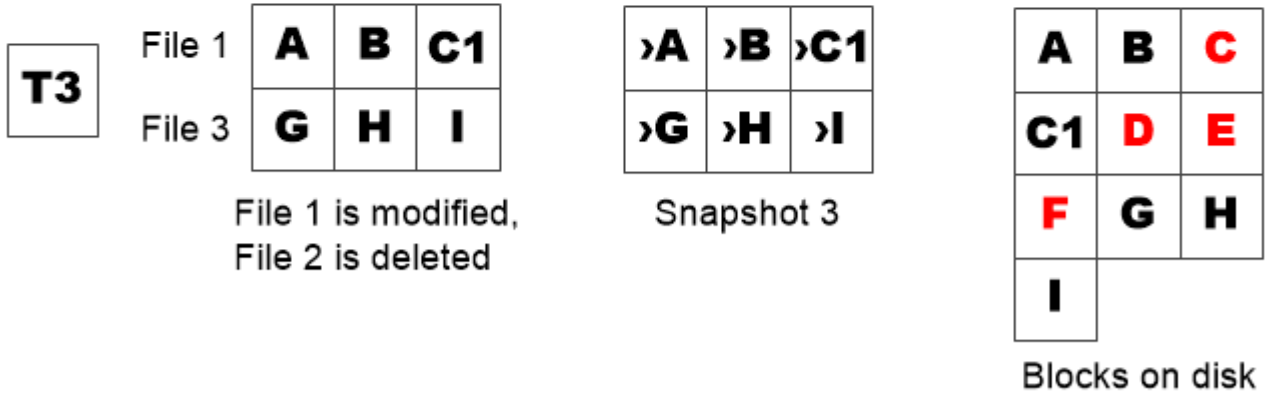 T3
File 1 A B C1
File 3 G H I
File 1 is modified,
File 2 is deleted
›A ›B ›C1
›G ›H ›I
Snapshot 3
A B C
C1 D E
F G H
I
Blocks on disk